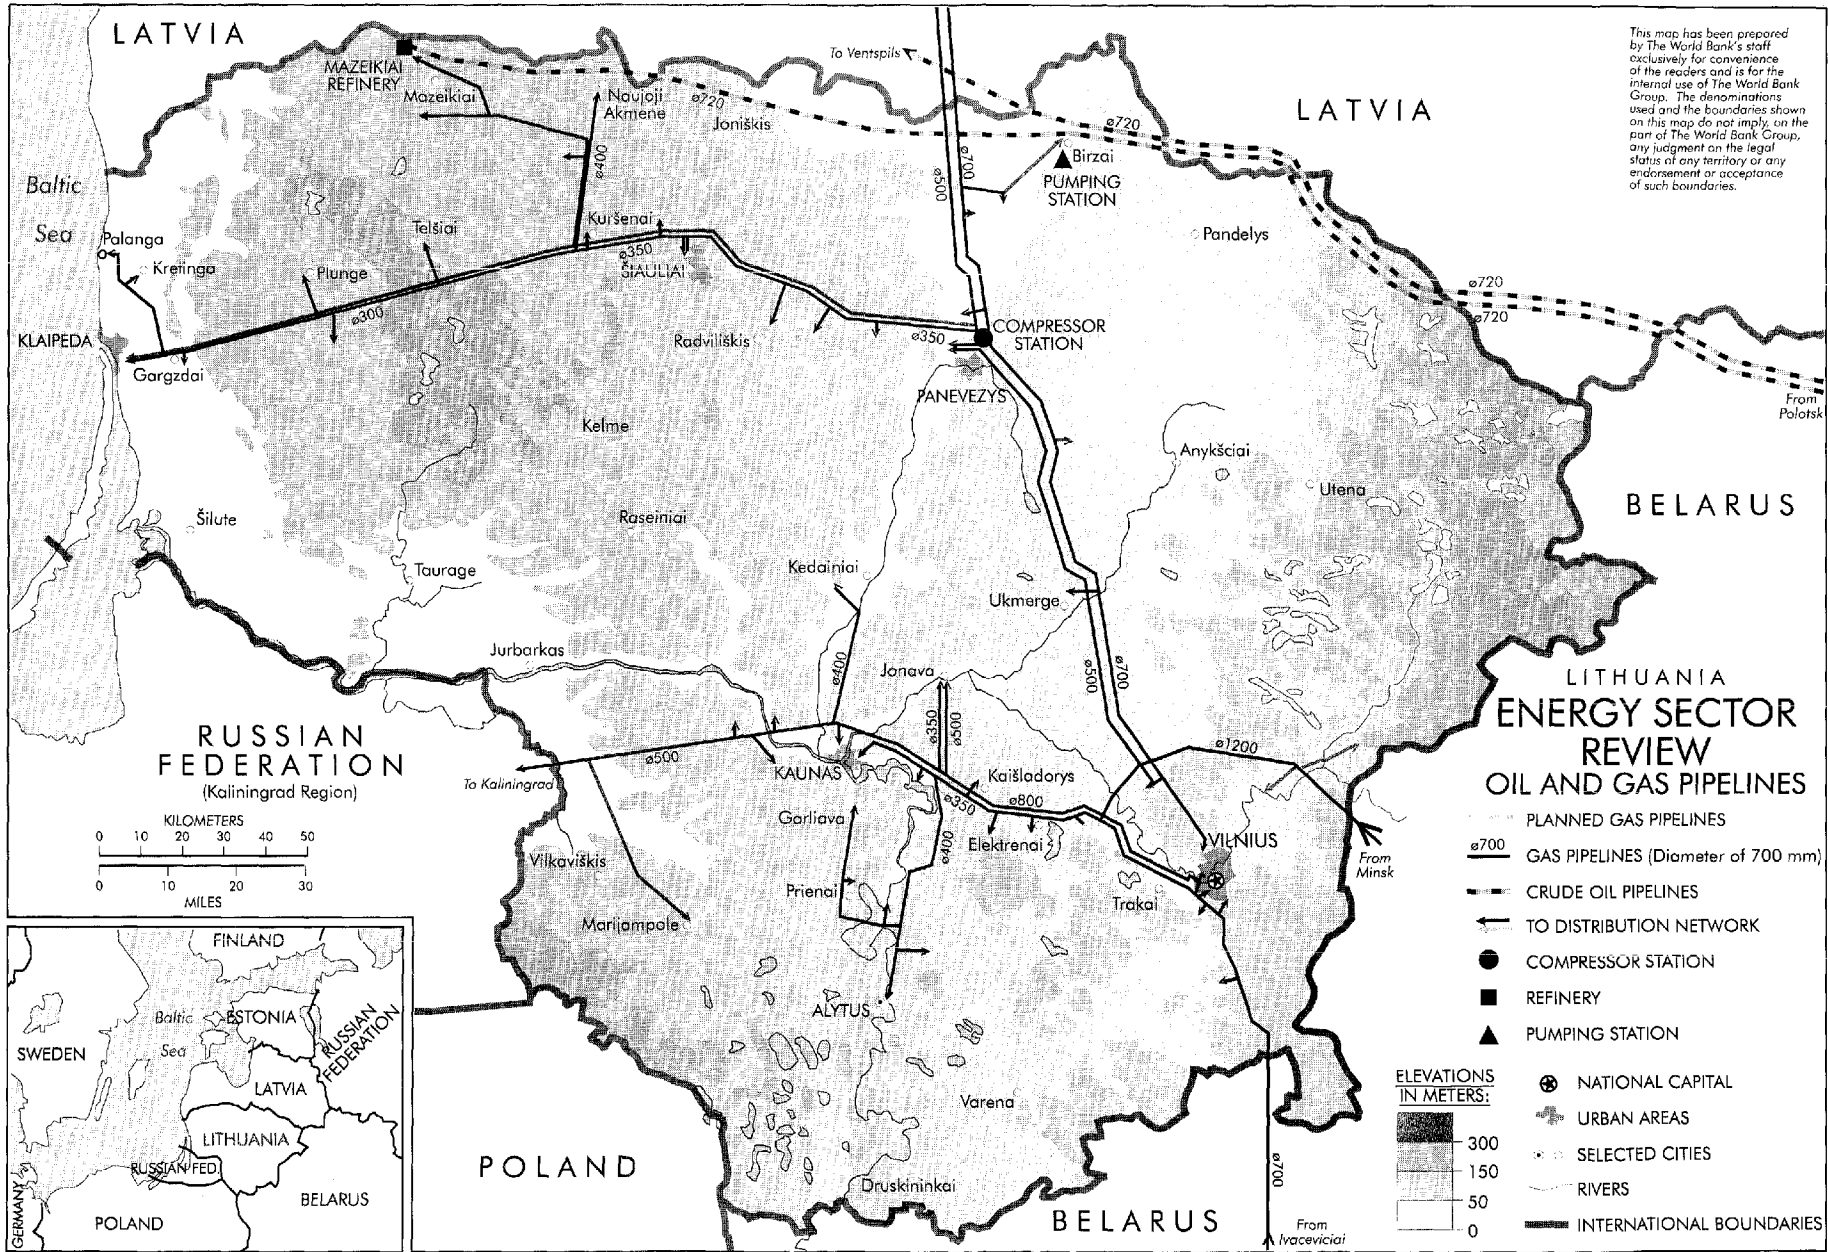 LATVIA
MAZEIKIAI
REFINERY
Mazeikiai
Naujoji
Akmene
ø720
Joniškis
To Ventspils
ø720
LATVIA
This map has been prepared
by The World Bank's staff
exclusively for convenience
of the readers and is for the
internal use of The World Bank
Group. The denominations
used and the boundaries shown
on this map do not imply, on the
part of The World Bank Group,
any judgment on the legal
status of any territory or any
endorsement or acceptance
of such boundaries.
Baltic
Sea
ø400
ø700
ø500
Birzai
PUMPING
STATION
Palanga
Kretinga
Plunge
Telšiai
Kuršenai
ø350
ŠIAULIAI
Pandelys
ø720
ø720
KLAIPEDA
Gargzdai
ø300
Radviliškis
ø350
COMPRESSOR
STATION
PANEVEZYS
From
Polotsk
Kelme
Anykšciai
Utena
BELARUS
Šilute
Raseiniai
Taurage
Kedainiai
Ukmerge
Jurbarkas
ø400
Jonava
ø350
ø500
ø500
ø700
ø1200
RUSSIAN
FEDERATION
(Kaliningrad Region)
To Kaliningrad
ø500
KAUNAS
Kaišladorys
ø350
ø800
Garliava
ø400
Elektrenai
VILNIUS
From
Minsk
Vilkaviškis
Prienai
Trakai
Marijampole
ALYTUS
Varena
Druskininkai
POLAND
BELARUS
ø700
From
Ivaceviciai
KILOMETERS
0 10 20 30 40 50
0 10 20 30
MILES
FINLAND
Baltic
Sea
ESTONIA
RUSSIAN
FEDERATION
SWEDEN
LATVIA
LITHUANIA
RUSSIAN FED.
BELARUS
GERMANY
POLAND
LITHUANIA
ENERGY SECTOR
REVIEW
OIL AND GAS PIPELINES
PLANNED GAS PIPELINES
ø700
GAS PIPELINES (Diameter of 700 mm)
CRUDE OIL PIPELINES
TO DISTRIBUTION NETWORK
COMPRESSOR STATION
REFINERY
PUMPING STATION
NATIONAL CAPITAL
URBAN AREAS
SELECTED CITIES
RIVERS
INTERNATIONAL BOUNDARIES
ELEVATIONS
IN METERS:
300
150
50
0